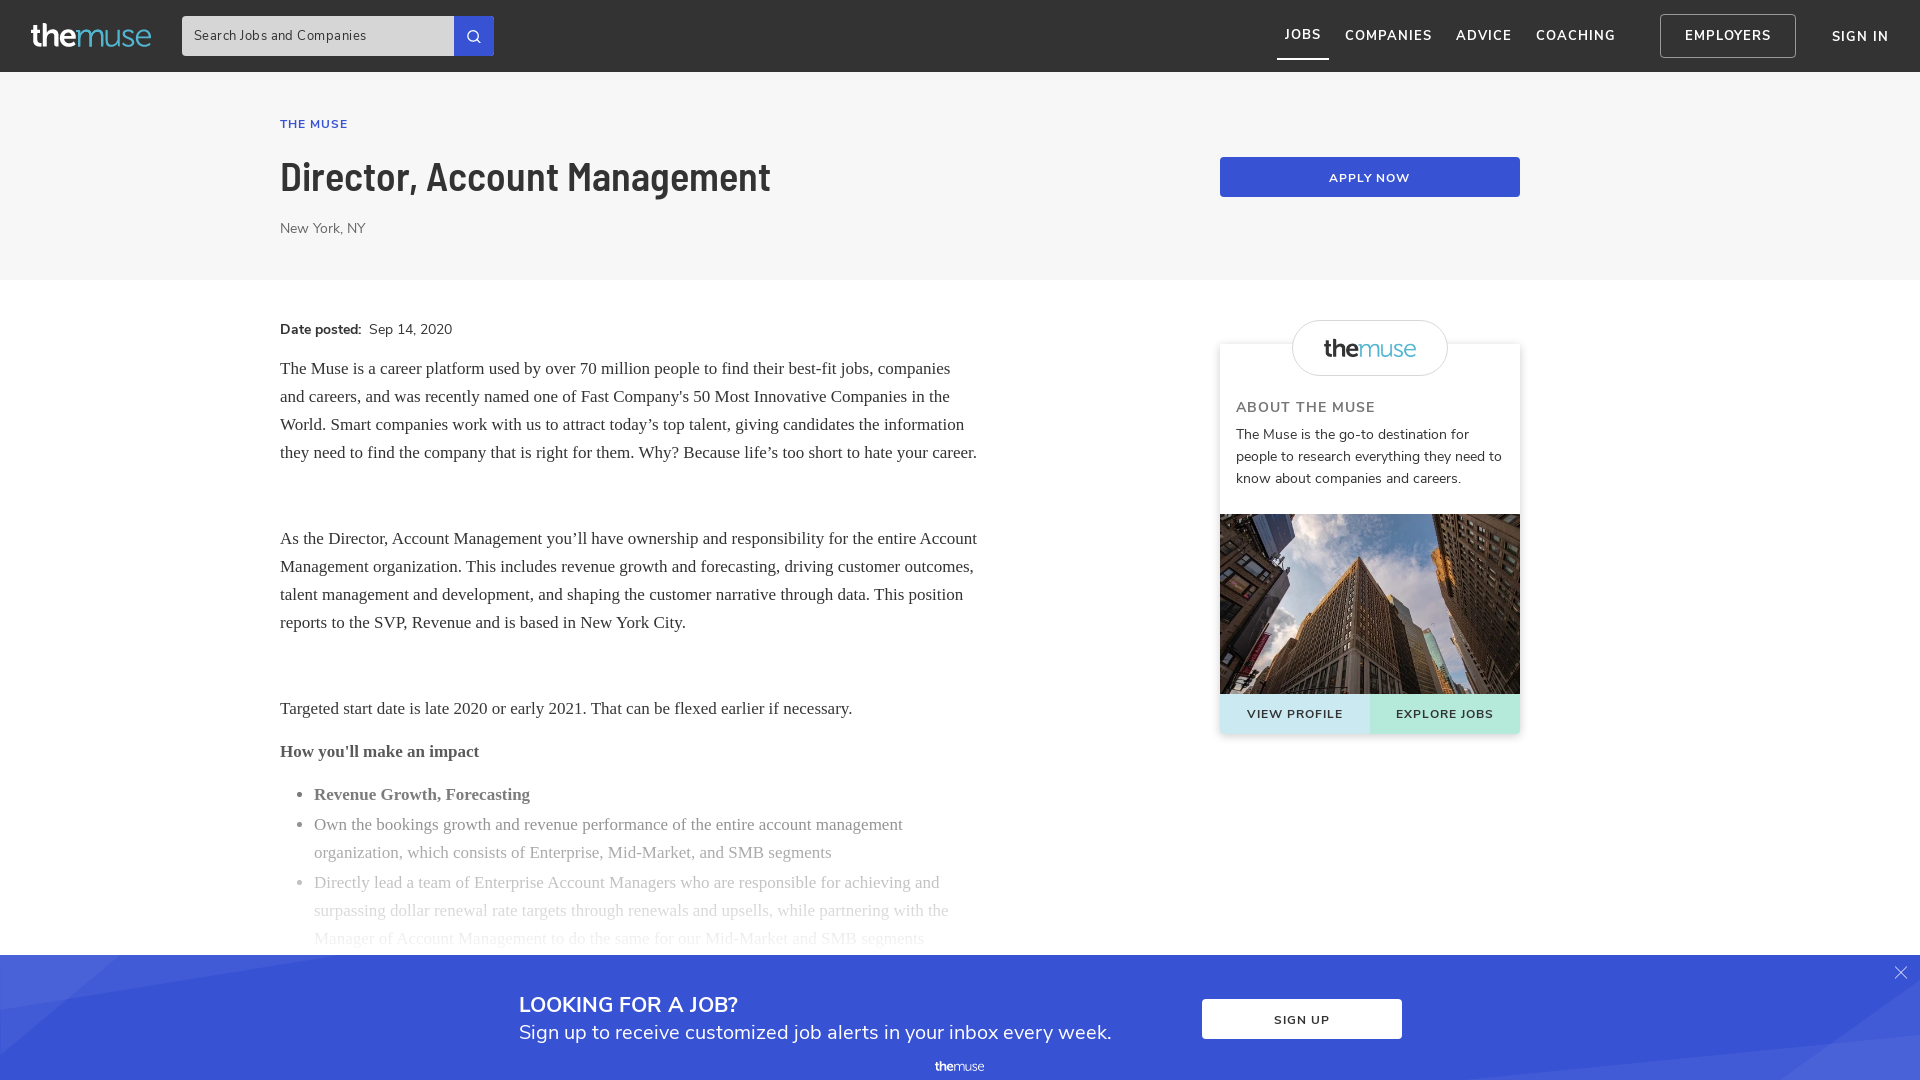 themuse
Search Jobs and Companies
JOBS
COMPANIES
ADVICE
COACHING
EMPLOYERS
SIGN IN
THE MUSE
Director, Account Management
New York, NY
APPLY NOW
Date posted: Sep 14, 2020
The Muse is a career platform used by over 70 million people to find their best-fit jobs, companies
and careers, and was recently named one of Fast Company's 50 Most Innovative Companies in the
World. Smart companies work with us to attract today’s top talent, giving candidates the information
they need to find the company that is right for them. Why? Because life’s too short to hate your career.
As the Director, Account Management you’ll have ownership and responsibility for the entire Account
Management organization. This includes revenue growth and forecasting, driving customer outcomes,
talent management and development, and shaping the customer narrative through data. This position
reports to the SVP, Revenue and is based in New York City.
Targeted start date is late 2020 or early 2021. That can be flexed earlier if necessary.
How you'll make an impact
• Revenue Growth, Forecasting
• Own the bookings growth and revenue performance of the entire account management
organization, which consists of Enterprise, Mid-Market, and SMB segments
• Directly lead a team of Enterprise Account Managers who are responsible for achieving and
surpassing dollar renewal rate targets through renewals and upsells, while partnering with the
Manager of Account Management to do the same for our Mid-Market and SMB segments
themuse
ABOUT THE MUSE
The Muse is the go-to destination for
people to research everything they need to
know about companies and careers.
VIEW PROFILE
EXPLORE JOBS
LOOKING FOR A JOB?
Sign up to receive customized job alerts in your inbox every week.
SIGN UP
themuse